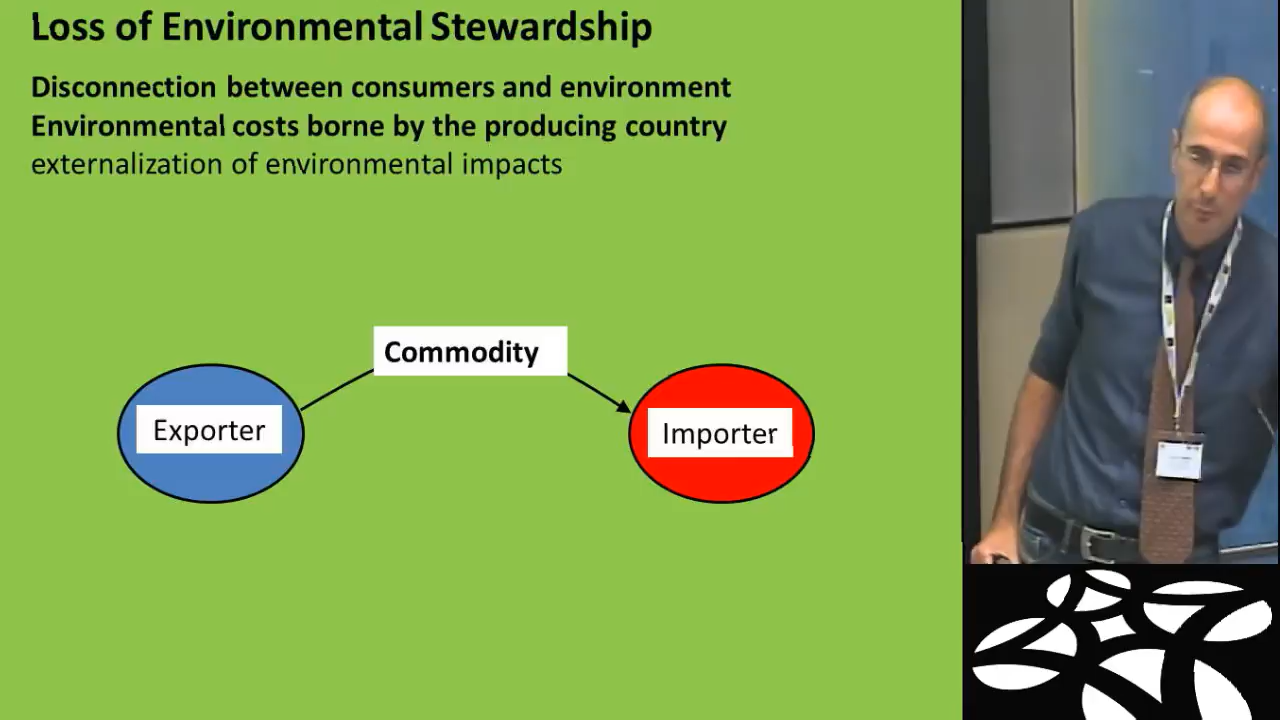 Loss of Environmental Stewardship
Disconnection between consumers and environment
Environmental costs borne by the producing country
externalization of environmental impacts
Commodity
Exporter
Importer